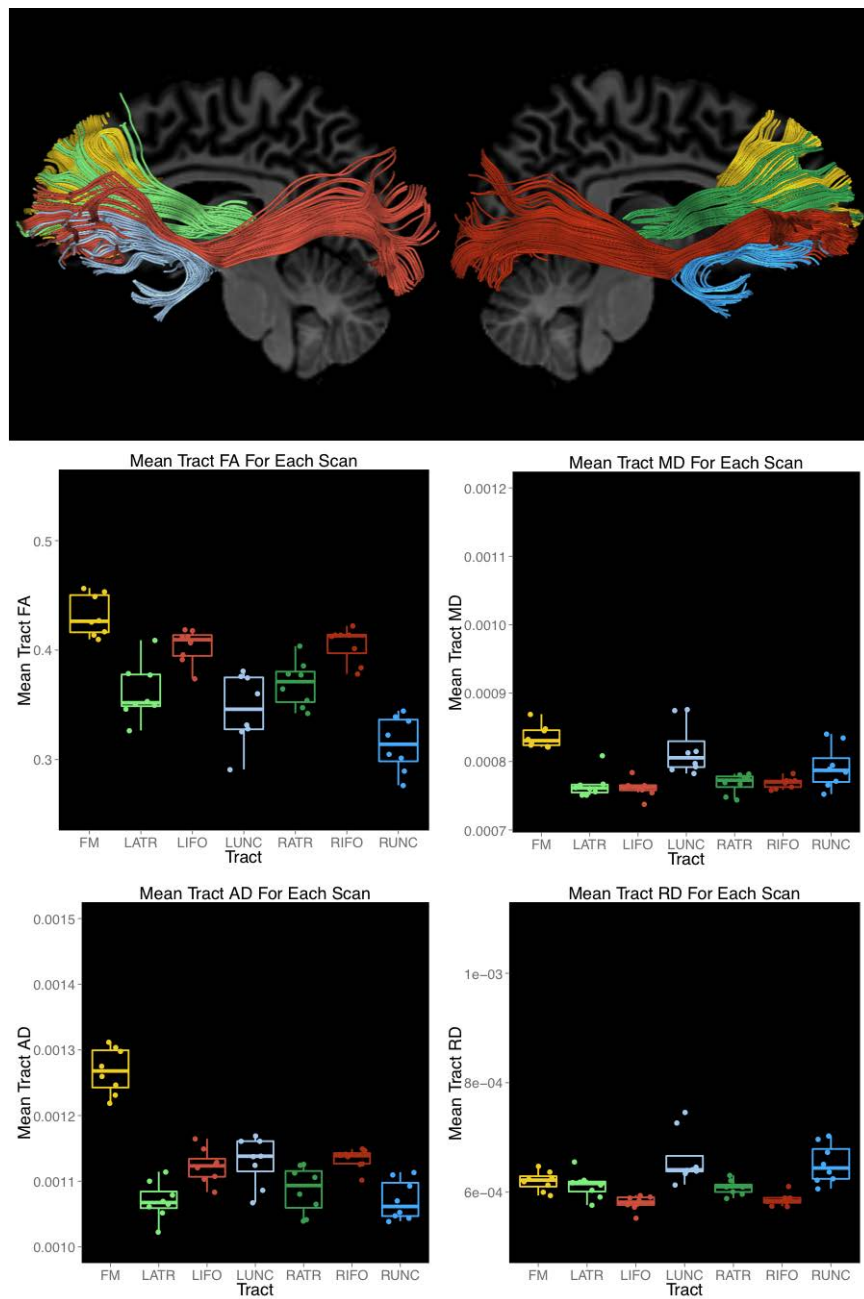 Mean Tract FA For Each Scan
Mean Tract FA
0.5
0.4
0.3
FM LATR LIFO LUNC RATR RIFO RUNC
Tract
Mean Tract MD For Each Scan
Mean Tract MD
0.0012
0.0011
0.0010
0.0009
0.0008
0.0007
FM LATR LIFO LUNC RATR RIFO RUNC
Tract
Mean Tract AD For Each Scan
Mean Tract AD
0.0015
0.0014
0.0013
0.0012
0.0011
0.0010
FM LATR LIFO LUNC RATR RIFO RUNC
Tract
Mean Tract RD For Each Scan
Mean Tract RD
1e-03
8e-04
6e-04
FM LATR LIFO LUNC RATR RIFO RUNC
Tract